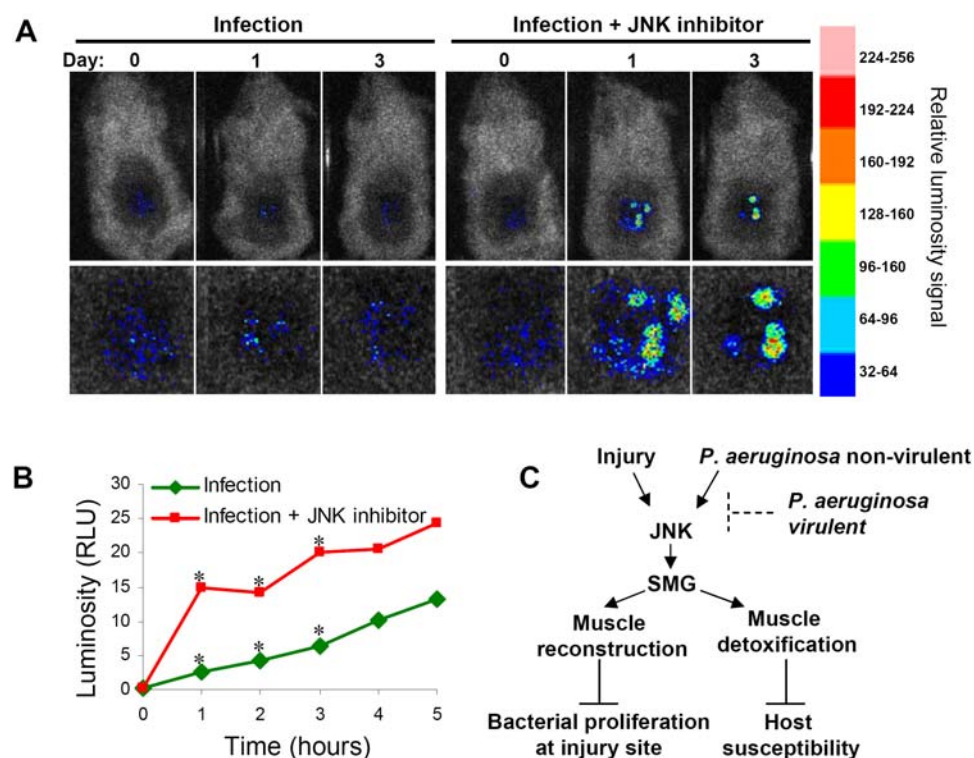 A
Infection
Infection + JNK inhibitor
Day: 0 1 3 0 1 3
224-256
192-224
160-192
128-160
96-160
64-96
32-64
Relative luminosity signal
B
Infection
Infection + JNK inhibitor
Luminosity (RLU)
30
25
20
15
10
5
0
* * *
* * *
0 1 2 3 4 5
Time (hours)
C
Injury
P. aeruginosa non-virulent
P. aeruginosa
virulent
JNK
SMG
Muscle
reconstruction
Muscle
detoxification
Bacterial proliferation
at injury site
Host
susceptibility